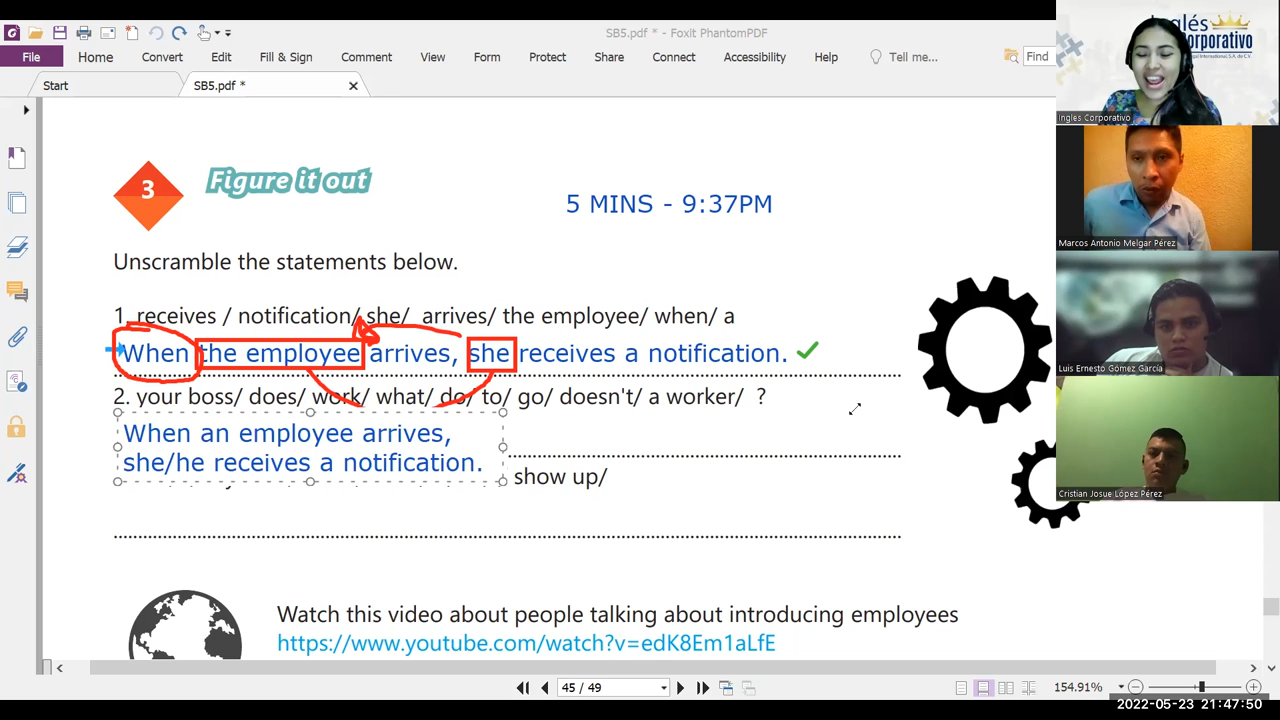 SB5.pdf * - Foxit PhantomPDF
File Home Convert Edit Fill & Sign Comment View Form Protect Share Connect Accessibility Help Tell me... Find
Start SB5.pdf *
Inglés
Corporativo
Ingles Corporativo
3 Figure it out
5 MINS - 9:37PM
Marcos Antonio Melgar Pérez
Unscramble the statements below.
1. receives / notification/ she/ arrives/ the employee/ when/ a
When the employee arrives, she receives a notification.
Luis Ernesto Gómez García
2. your boss/ does/ work/ what/ do/ to/ go/ doesn't/ a worker/ ?
When an employee arrives,
she/he receives a notification.
show up/
Cristian Josue López Pérez
Watch this video about people talking about introducing employees
https://www.youtube.com/watch?v=edK8Em1aLfE
45 / 49
154.91%
2022-05-23 21:47:50